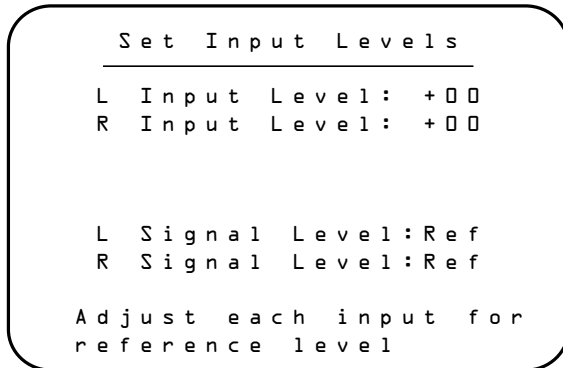 Set Input Levels
L Input Level: +00
R Input Level: +00
L Signal Level:Ref
R Signal Level:Ref
Adjust each input for
reference level